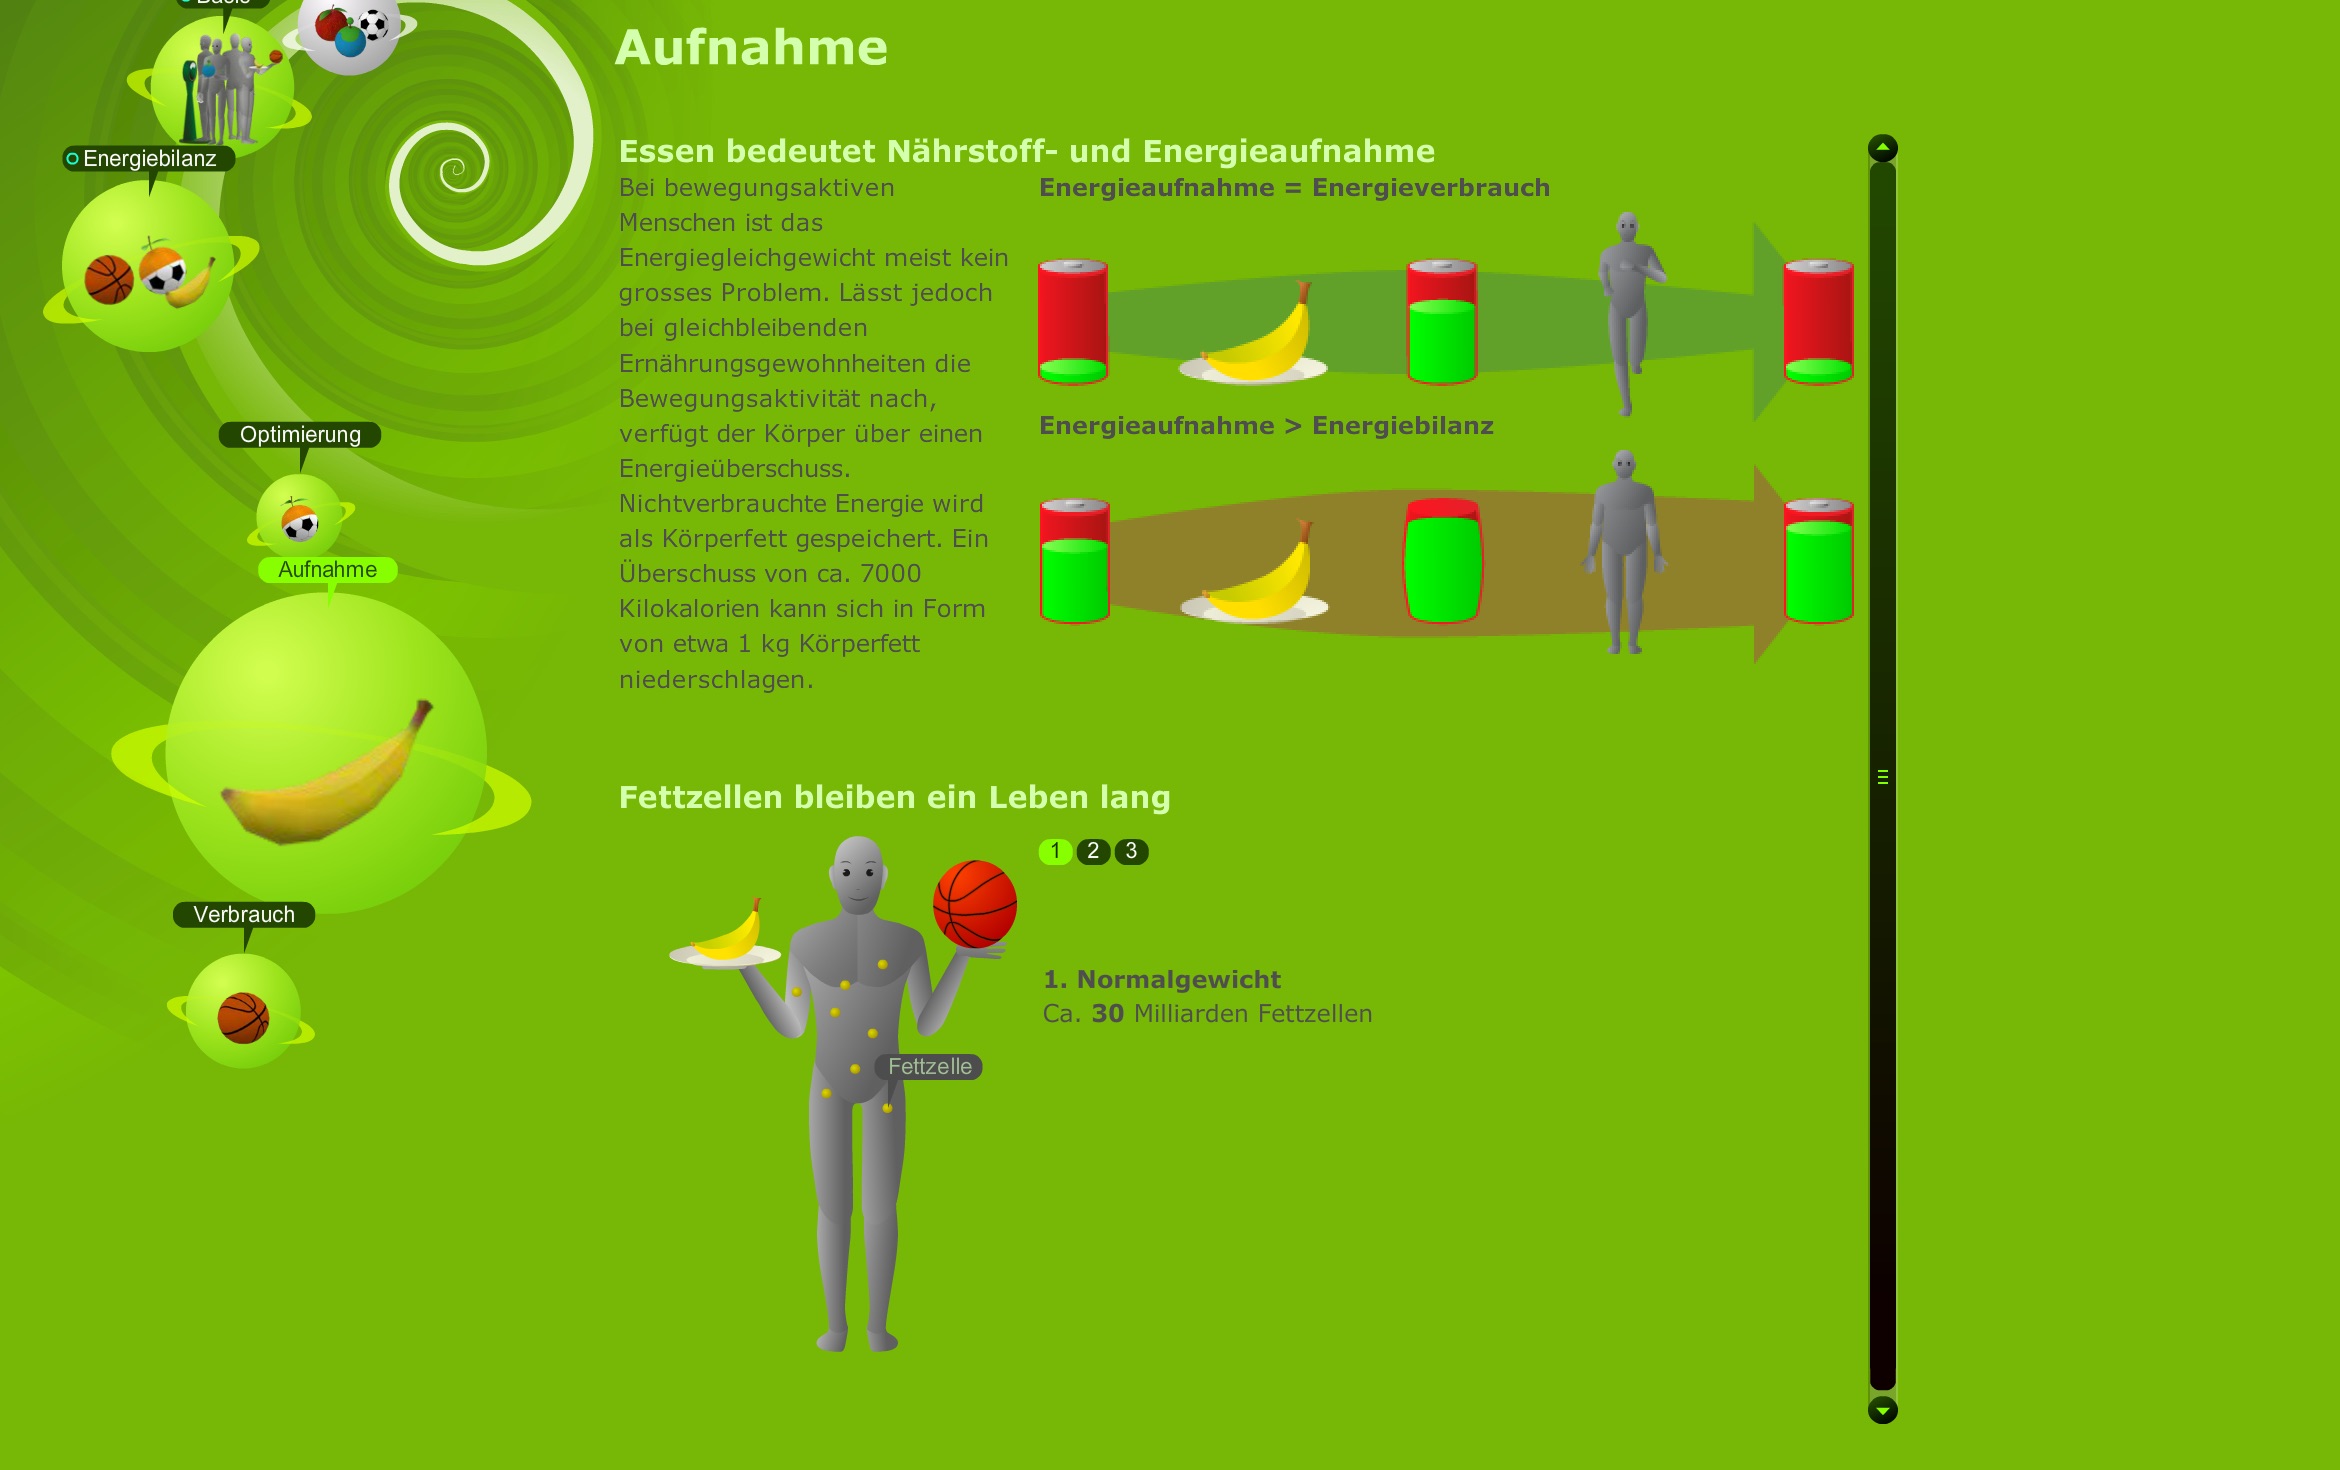 Basis
Energiebilanz
Optimierung
Aufnahme
Verbrauch
Aufnahme
Essen bedeutet Nährstoff- und Energieaufnahme
Bei bewegungsaktiven
Menschen ist das
Energiegleichgewicht meist kein
grosses Problem. Lässt jedoch
bei gleichbleibenden
Ernährungsgewohnheiten die
Bewegungsaktivität nach,
verfügt der Körper über einen
Energieüberschuss.
Nichtverbrauchte Energie wird
als Körperfett gespeichert. Ein
Überschuss von ca. 7000
Kilokalorien kann sich in Form
von etwa 1 kg Körperfett
niederschlagen.
Energieaufnahme = Energieverbrauch
Energieaufnahme > Energiebilanz
Fettzellen bleiben ein Leben lang
1 2 3
1. Normalgewicht
Ca. 30 Milliarden Fettzellen
Fettzelle